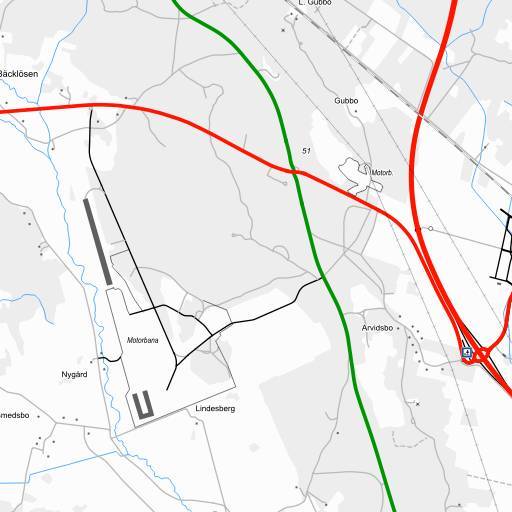 L. Gubbo
Bäcklösen
Gubbo
51
Motorb.
Arvidsbo
Motorbana
Nygård
Lindesberg
medsbo